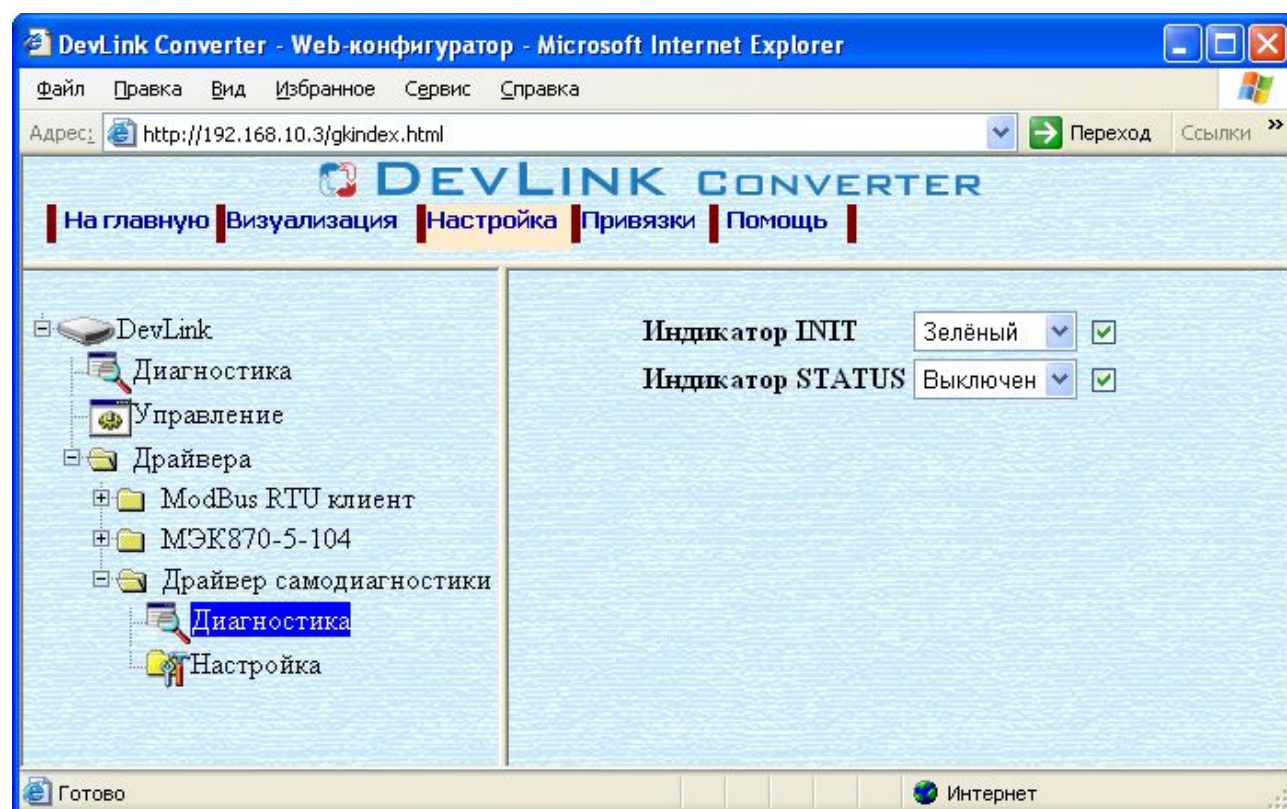 DevLink Converter - Web-конфигуратор - Microsoft Internet Explorer
Файл Правка Вид Избранное Сервис Справка
Адрес: http://192.168.10.3/gkindex.html Переход Ссылки »
DEVLINK CONVERTER
На главную Визуализация Настройка Привязки Помощь
DevLink
Диагностика
Управление
Драйвера
ModBus RTU клиент
МЭК870-5-104
Драйвер самодиагностики
Диагностика
Настройка
Индикатор INIT Зелёный
Индикатор STATUS Выключен
Готово Интернет